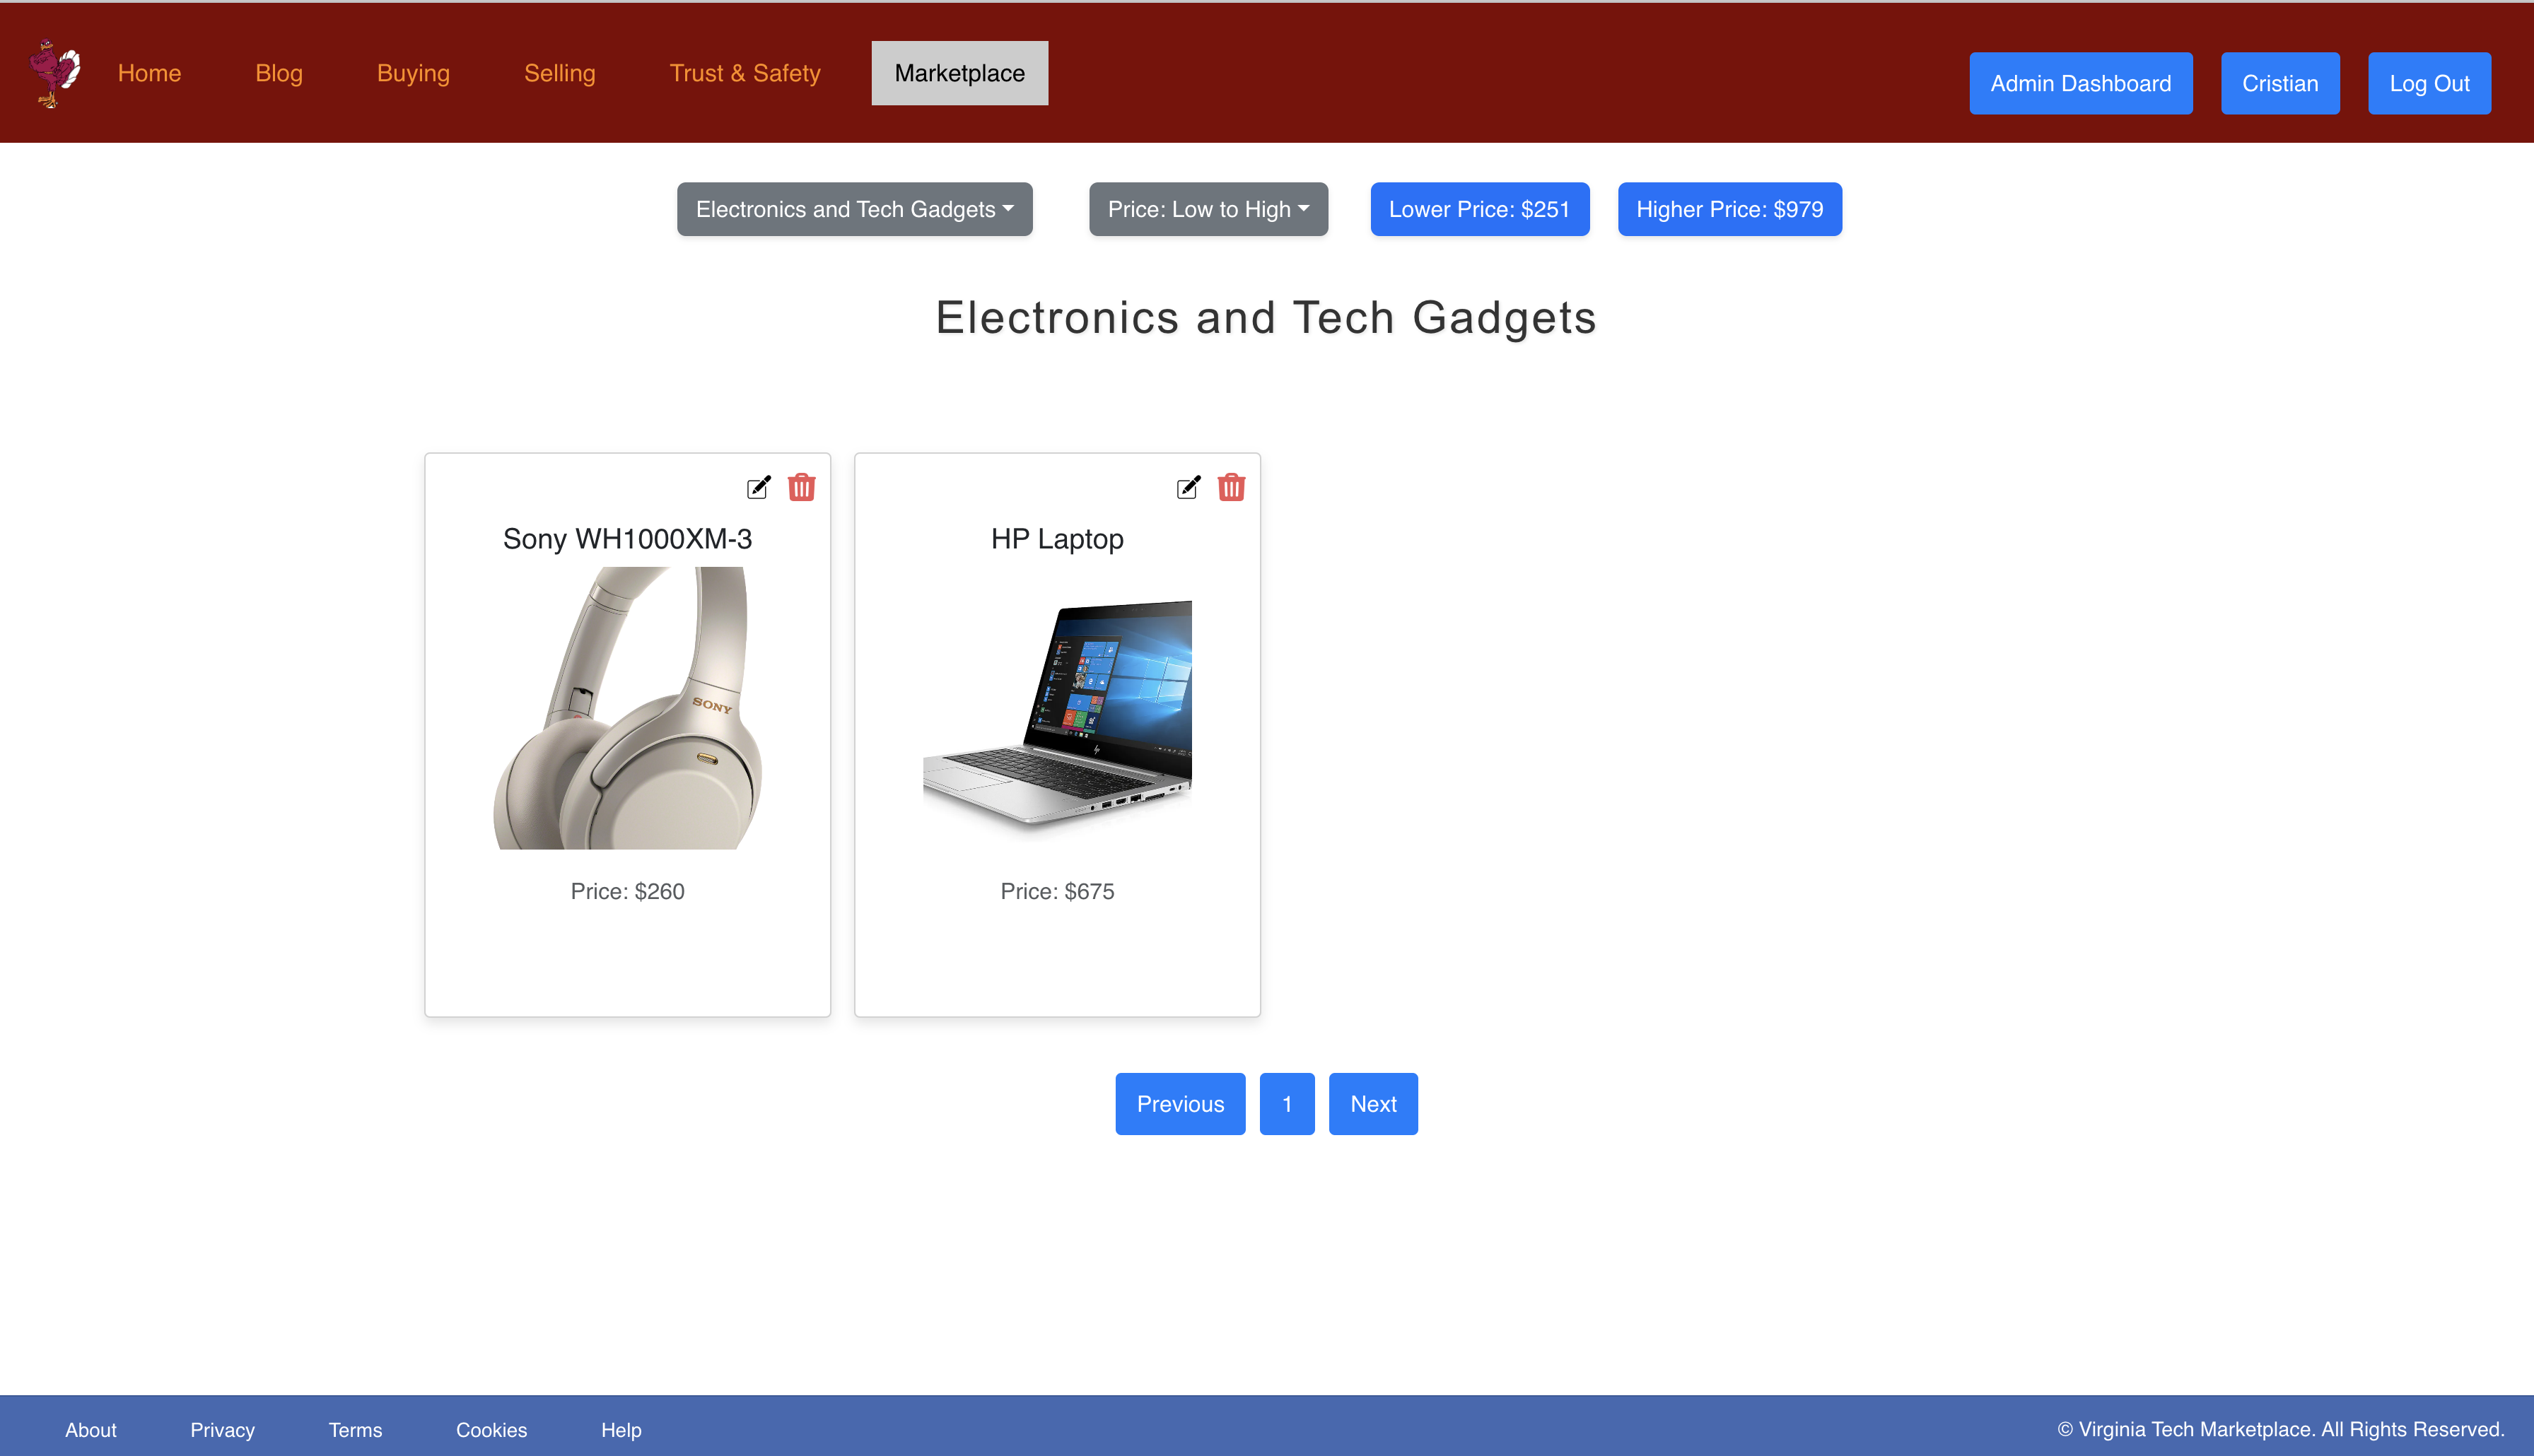 Home Blog Buying Selling Trust & Safety Marketplace Admin Dashboard Cristian Log Out
Electronics and Tech Gadgets Price: Low to High Lower Price: $251 Higher Price: $979
Electronics and Tech Gadgets
Sony WH1000XM-3
SONY
Price: $260
HP Laptop
hp
Price: $675
Previous 1 Next
About Privacy Terms Cookies Help © Virginia Tech Marketplace. All Rights Reserved.